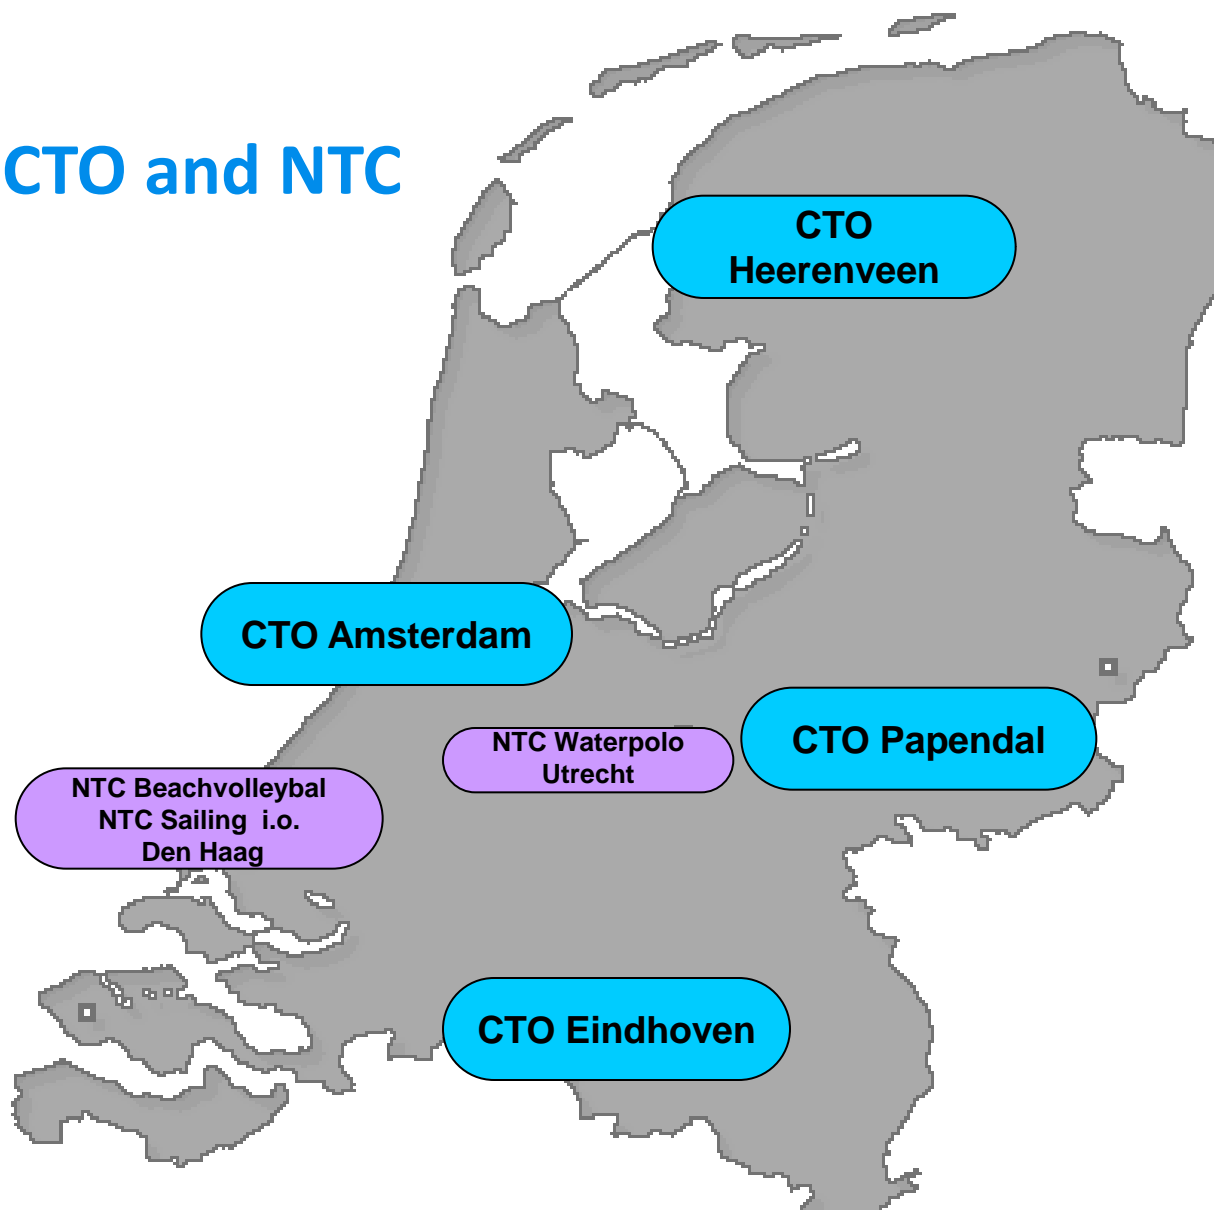 CTO and NTC
CTO
Heerenveen
CTO Amsterdam
CTO Papendal
NTC Waterpolo
Utrecht
NTC Beachvolleybal
NTC Sailing i.o.
Den Haag
CTO Eindhoven